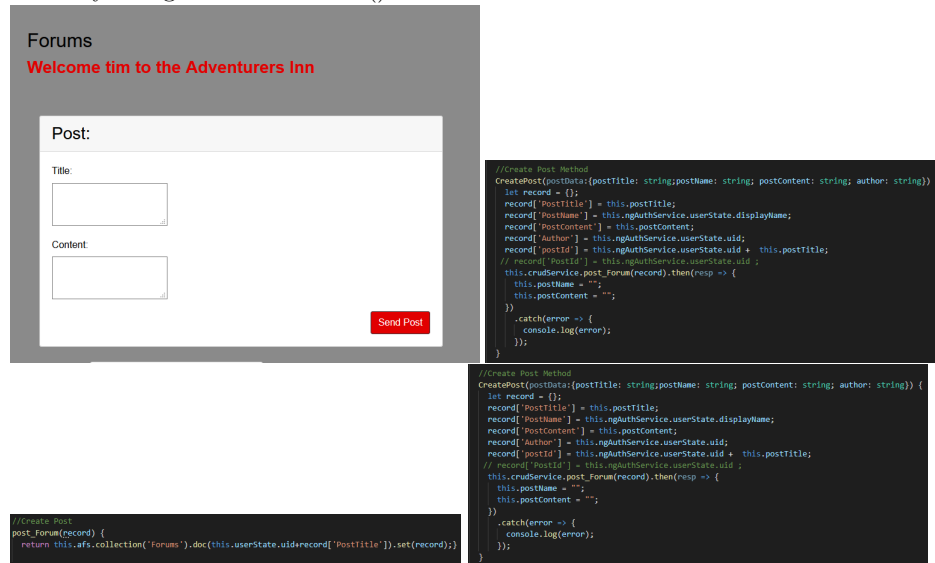 Forums
Welcome tim to the Adventurers Inn
Post:
Title:
Content:
Send Post
//Create Post Method
CreatePost(postData:{postTitle: string;postName: string; postContent: string; author: string})
let record = {};
record['PostTitle'] = this.postTitle;
record['PostName'] = this.ngAuthService.userState.displayName;
record['PostContent'] = this.postContent;
record['Author'] = this.ngAuthService.userState.uid;
record['postId'] = this.ngAuthService.userState.uid +  this.postTitle;
// record['PostId'] = this.ngAuthService.userState.uid ;
this.crudService.post_Forum(record).then(resp => {
this.postName = "";
this.postContent = "";
})
.catch(error => {
console.log(error);
});
}
//Create Post
post_Forum(record) {
return this.afs.collection('Forums').doc(this.userState.uid+record['PostTitle']).set(record);}
//Create Post Method
CreatePost(postData:{postTitle: string;postName: string; postContent: string; author: string}) {
let record = {};
record['PostTitle'] = this.postTitle;
record['PostName'] = this.ngAuthService.userState.displayName;
record['PostContent'] = this.postContent;
record['Author'] = this.ngAuthService.userState.uid;
record['postId'] = this.ngAuthService.userState.uid +  this.postTitle;
// record['PostId'] = this.ngAuthService.userState.uid ;
this.crudService.post_Forum(record).then(resp => {
this.postName = "";
this.postContent = "";
})
.catch(error => {
console.log(error);
});
}